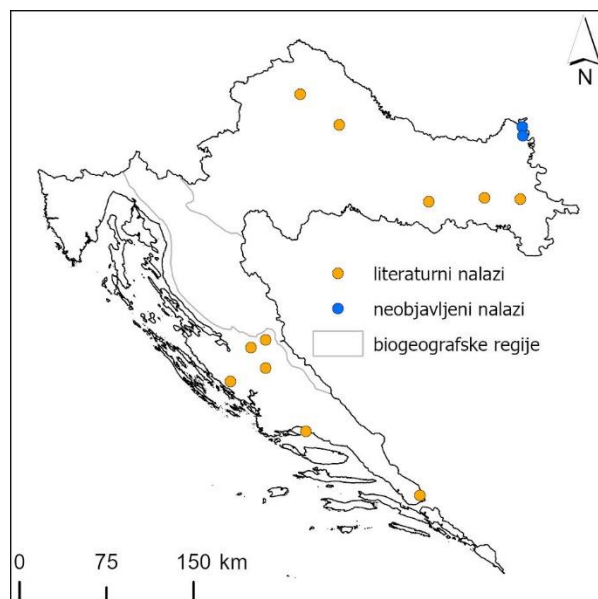 N
literaturni nalazi
neobjavljeni nalazi
biogeografske regije
0 75 150 km